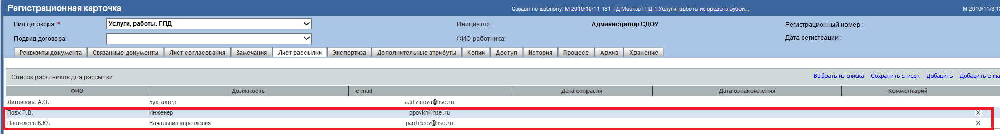 Регистрационная карточка Создан по шаблону: М 2016/10/11-481 ТД Москва ГПД 1.Услуги, работы из средств субси... М 2016/11/3-13
Вид договора: * Услуги, работы. ГПД Инициатор: Администратор СДОУ Регистрационный номер :
Подвид договора: ФИО работника: Дата регистрации :
Реквизиты документа Связанные документы Лист согласования Замечания Лист рассылки Экспертиза Дополнительные атрибуты Копии Доступ История Процесс Архив Хранение
Список работников для рассылки Выбрать из списка Сохранить список Добавить Добавить e-ma
ФИО Должность e-mail Дата отправки Дата ознакомления Комментарий
Литвинова А.О. Бухгалтер a.litvinova@hse.ru
Повх П.В. Инженер ppovkh@hse.ru
Пантелеев В.Ю. Начальник управления panteleev@hse.ru